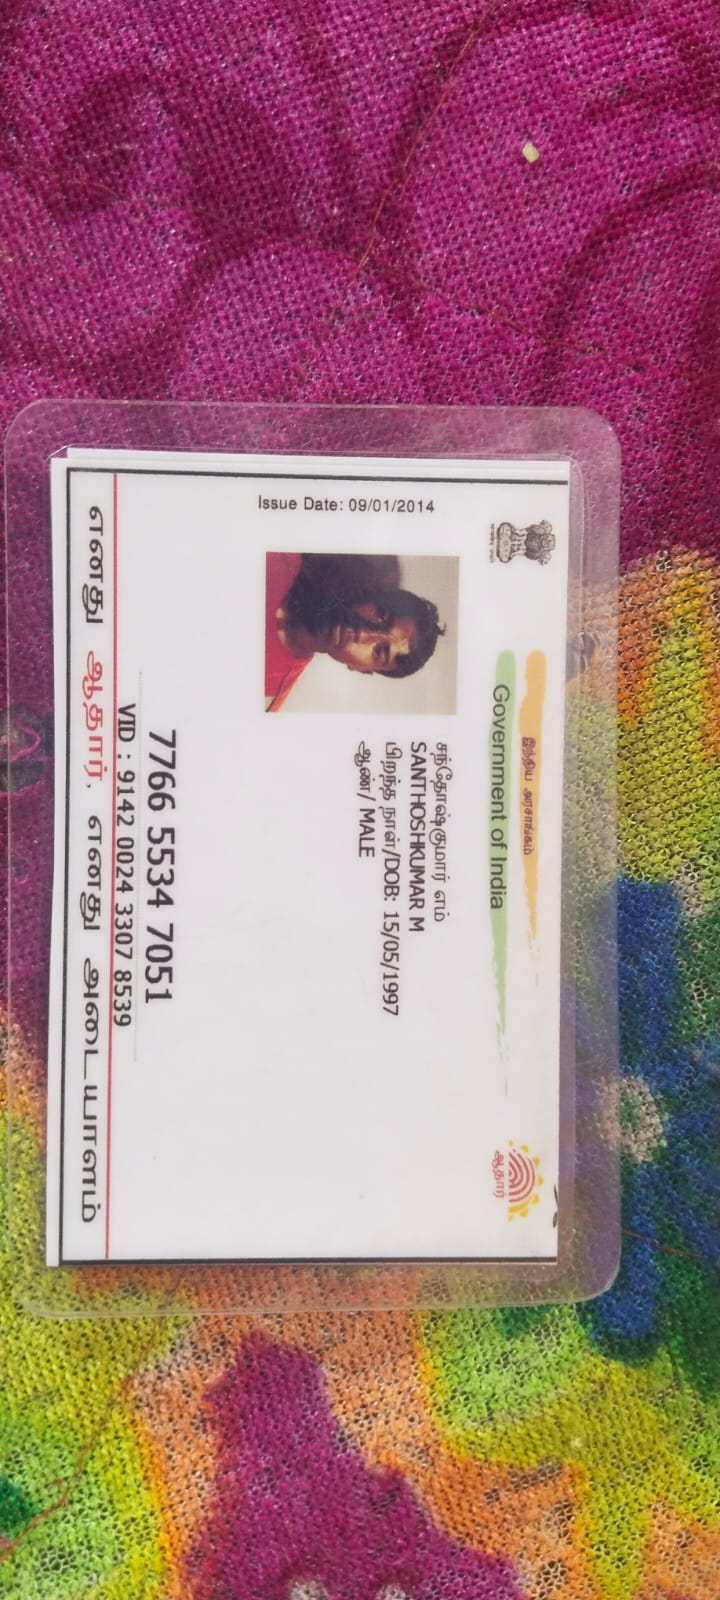 இந்திய அரசாங்கம்
Government of India
ஆதார்
Issue Date: 09/01/2014
சந்தோஷ்குமார் எம்
SANTHOSHKUMAR M
பிறந்த நாள்/DOB: 15/05/1997
ஆண்/ MALE
7766 5534 7051
VID : 9142 0024 3307 8539
எனது ஆதார், எனது அடையாளம்